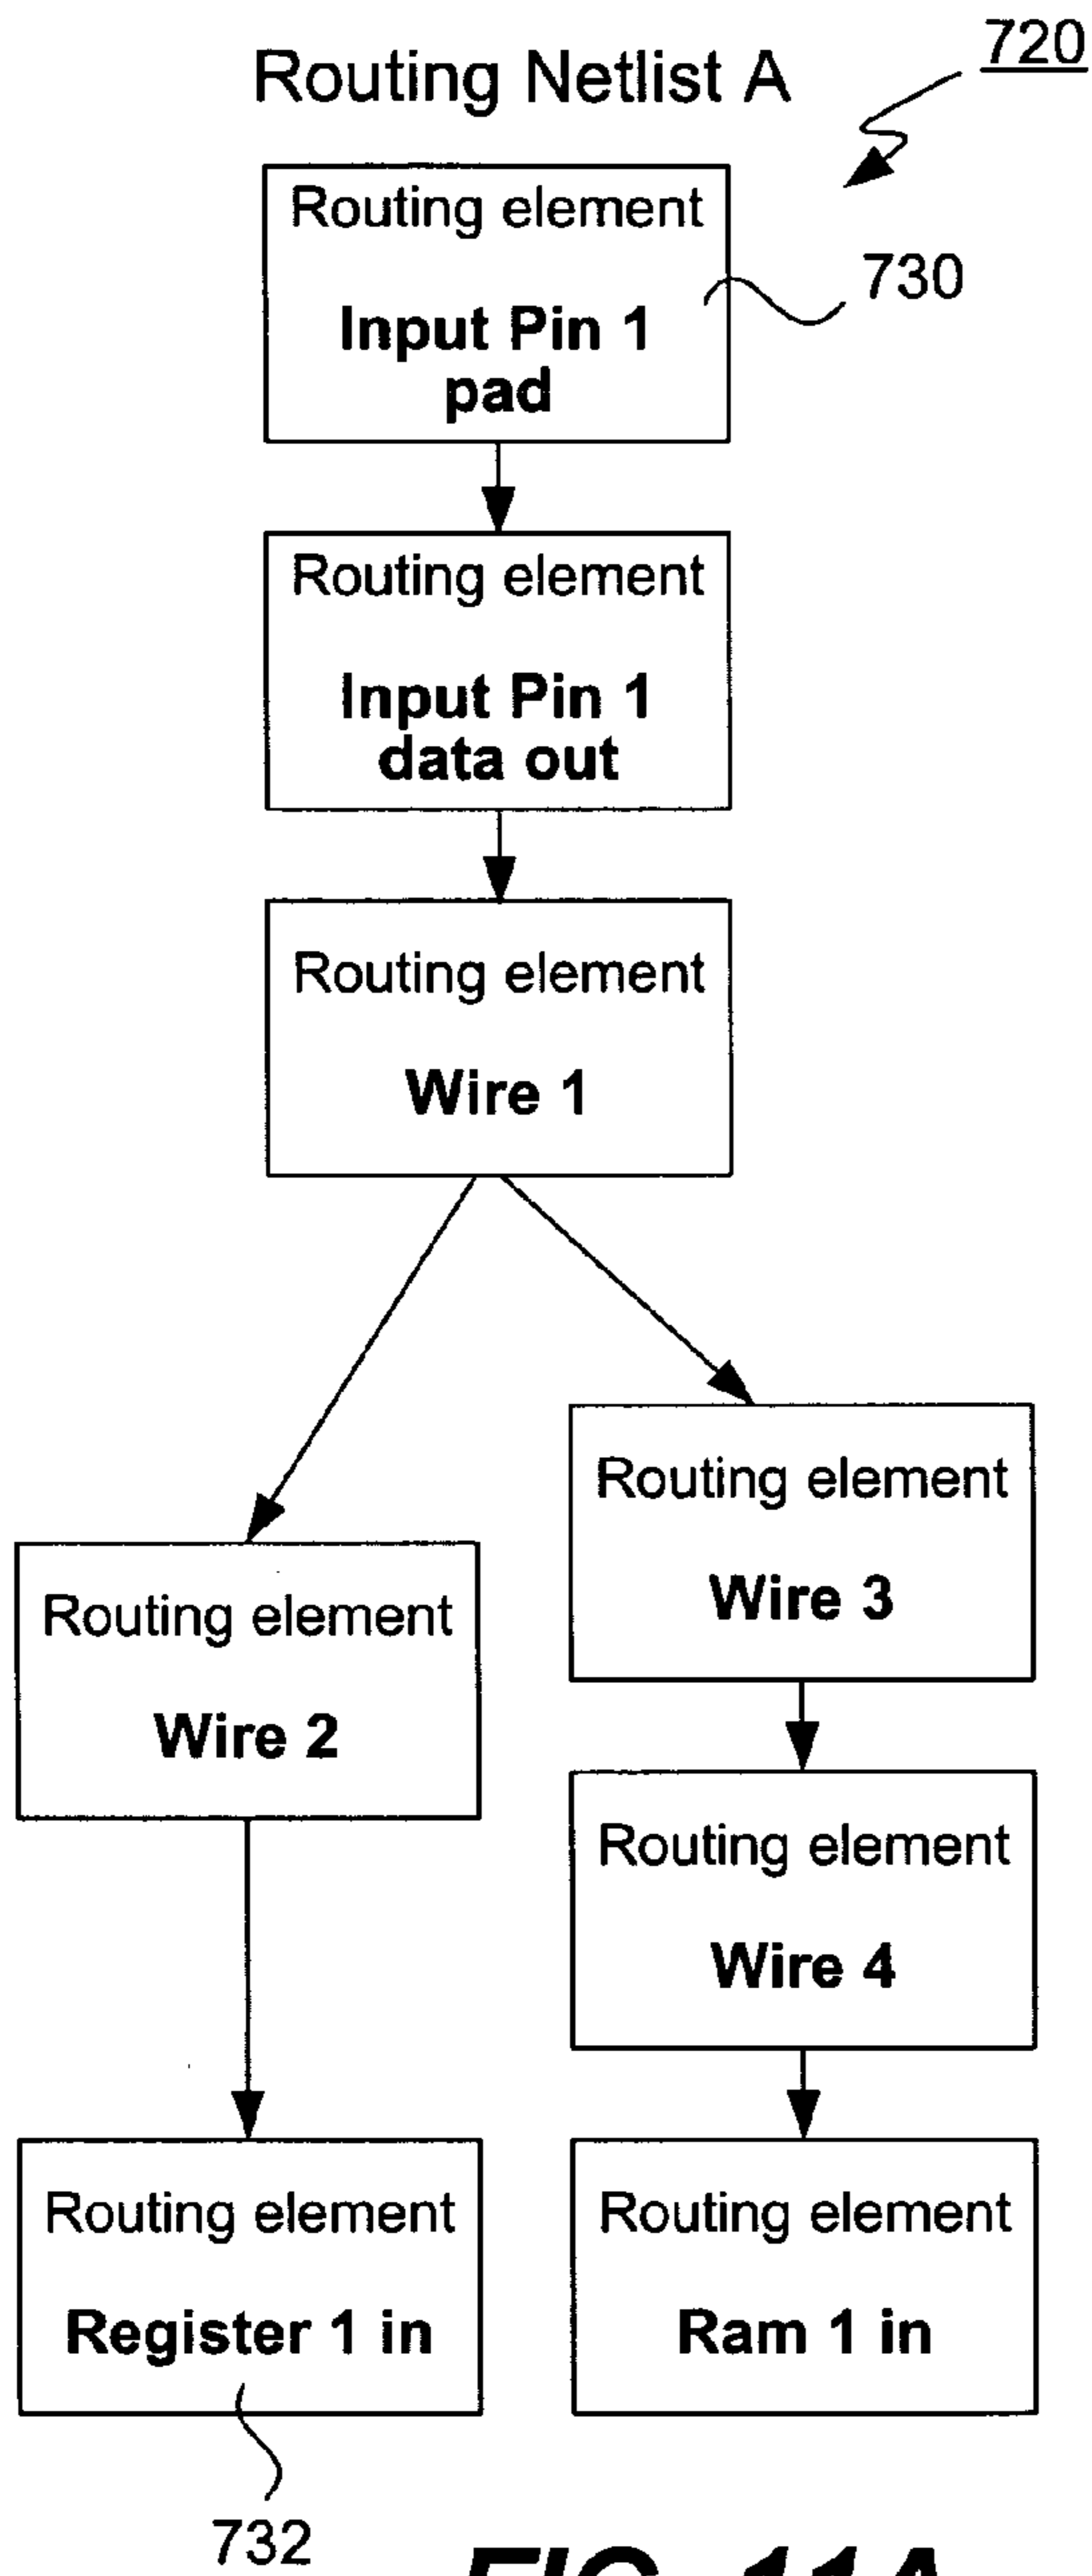 720
Routing Netlist A
Routing element
Input Pin 1
pad
730
Routing element
Input Pin 1
data out
Routing element
Wire 1
Routing element
Wire 3
Routing element
Wire 2
Routing element
Wire 4
Routing element
Register 1 in
Routing element
Ram 1 in
732
FIG. 11A